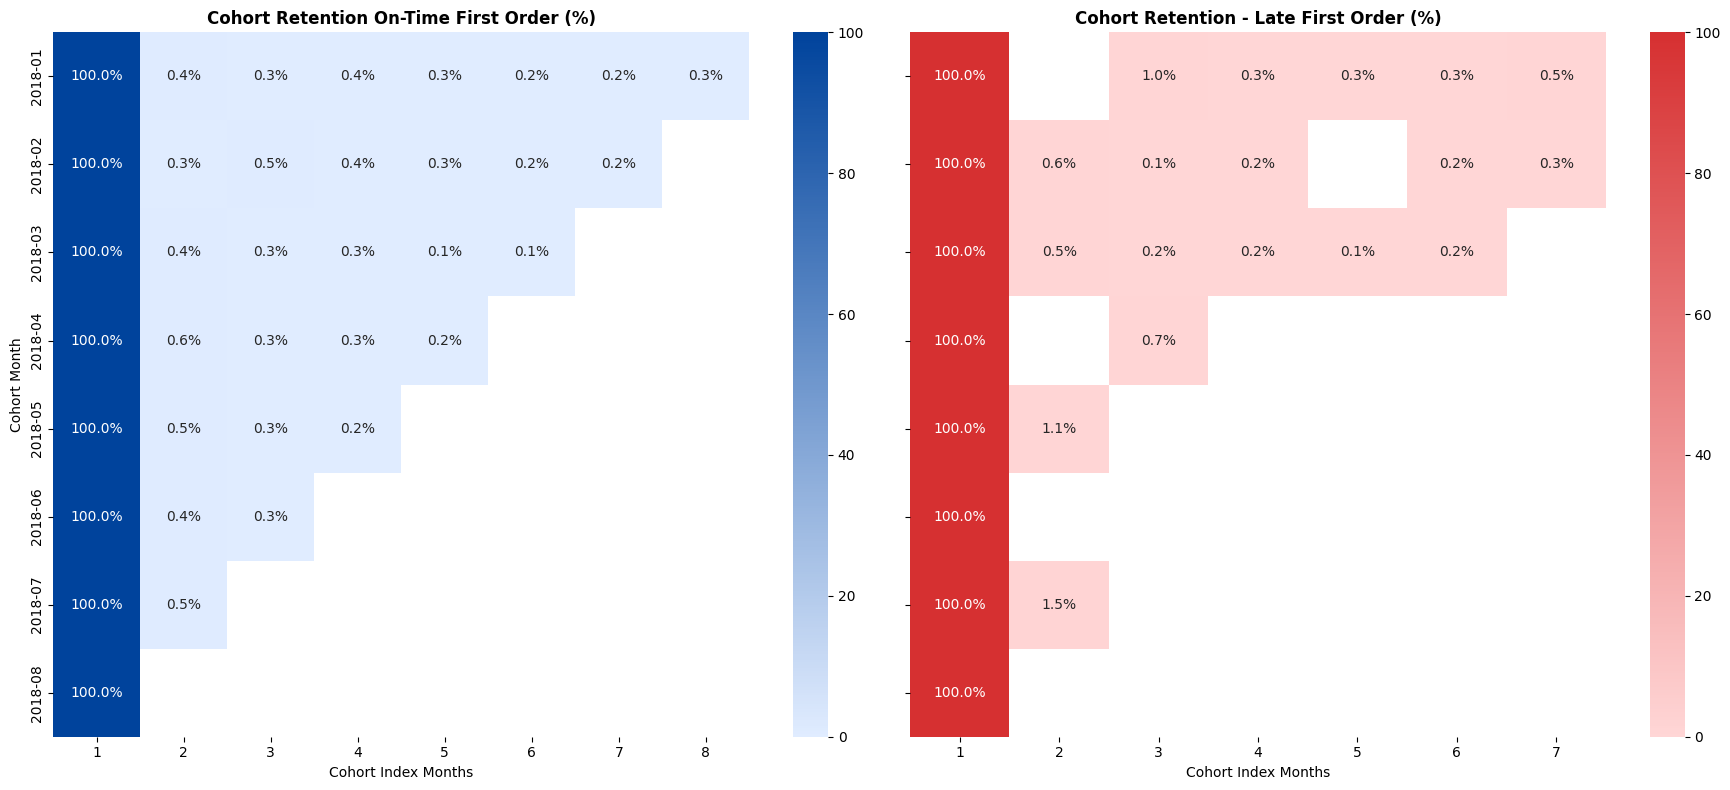 Cohort Retention On-Time First Order (%)
Cohort Month
2018-01 100.0% 0.4% 0.3% 0.4% 0.3% 0.2% 0.2% 0.3%
2018-02 100.0% 0.3% 0.5% 0.4% 0.3% 0.2% 0.2%
2018-03 100.0% 0.4% 0.3% 0.3% 0.1% 0.1%
2018-04 100.0% 0.6% 0.3% 0.3% 0.2%
2018-05 100.0% 0.5% 0.3% 0.2%
2018-06 100.0% 0.4% 0.3%
2018-07 100.0% 0.5%
2018-08 100.0%
1 2 3 4 5 6 7 8
Cohort Index Months
100
80
60
40
20
0
Cohort Retention - Late First Order (%)
100.0% 1.0% 0.3% 0.3% 0.3% 0.5%
100.0% 0.6% 0.1% 0.2% 0.2% 0.3%
100.0% 0.5% 0.2% 0.2% 0.1% 0.2%
100.0% 0.7%
100.0% 1.1%
100.0%
100.0% 1.5%
100.0%
1 2 3 4 5 6 7
Cohort Index Months
100
80
60
40
20
0